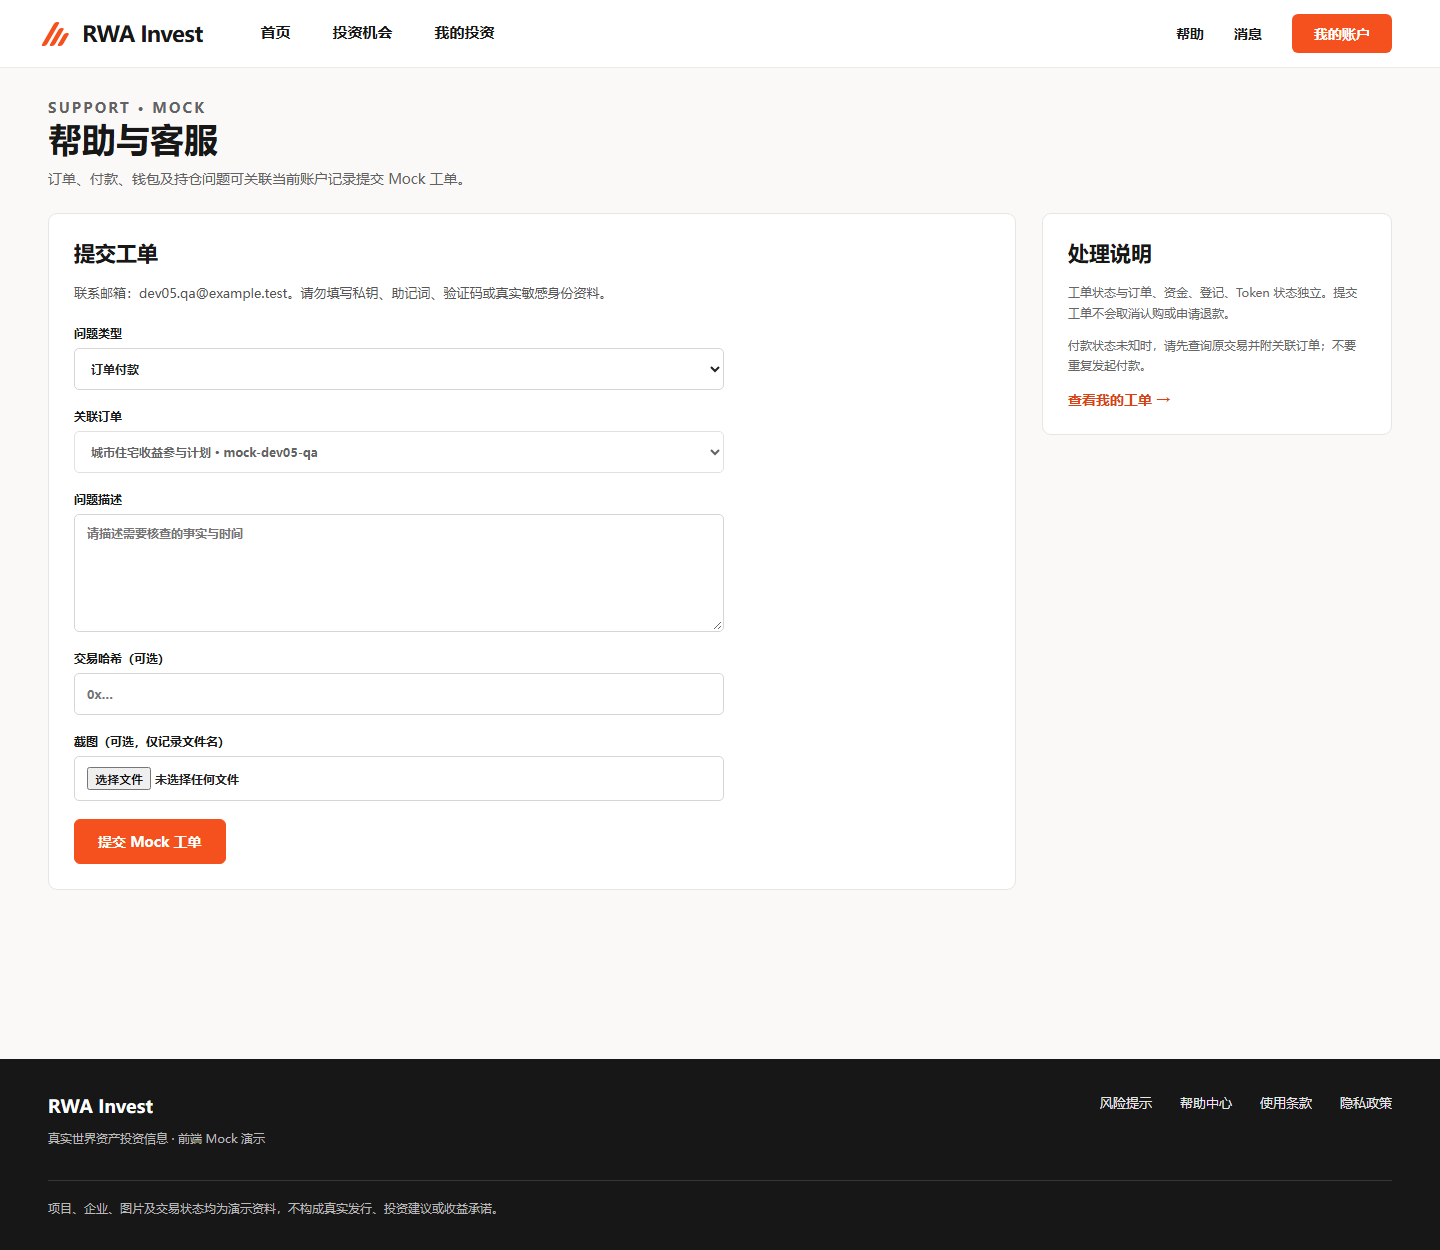 RWA Invest
首页
投资机会
我的投资
帮助
消息
我的账户
SUPPORT • MOCK
帮助与客服
订单、付款、钱包及持仓问题可关联当前账户记录提交 Mock 工单。
提交工单
联系邮箱：dev05.qa@example.test。请勿填写私钥、助记词、验证码或真实敏感身份资料。
问题类型
订单付款
关联订单
城市住宅收益参与计划 • mock-dev05-qa
问题描述
请描述需要核查的事实与时间
交易哈希（可选）
0x...
截图（可选，仅记录文件名）
选择文件 未选择任何文件
提交 Mock 工单
处理说明
工单状态与订单、资金、登记、Token 状态独立。提交
工单不会取消认购或申请退款。
付款状态未知时，请先查询原交易并附关联订单；不要
重复发起付款。
查看我的工单 →
RWA Invest
真实世界资产投资信息 · 前端 Mock 演示
风险提示
帮助中心
使用条款
隐私政策
项目、企业、图片及交易状态均为演示资料，不构成真实发行、投资建议或收益承诺。